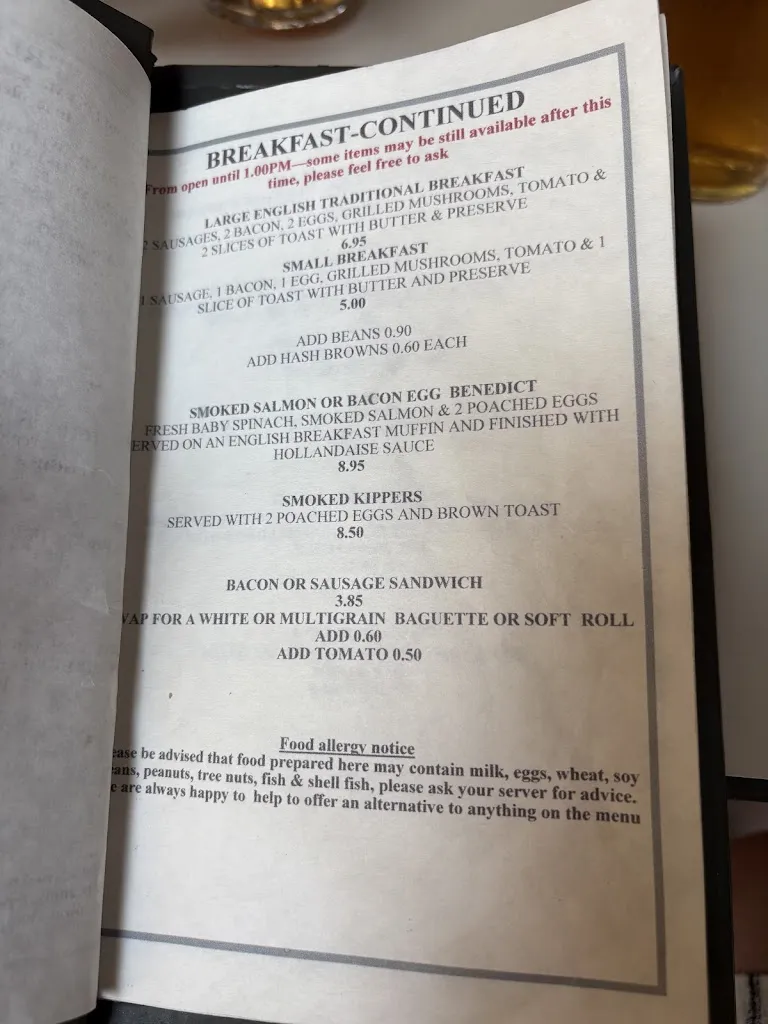 BREAKFAST-CONTINUED
From open until 1.00PM—some items may be still available after this
time, please feel free to ask
LARGE ENGLISH TRADITIONAL BREAKFAST
2 SAUSAGES, 2 BACON, 2 EGGS, GRILLED MUSHROOMS, TOMATO &
2 SLICES OF TOAST WITH BUTTER & PRESERVE
6.95
SMALL BREAKFAST
1 SAUSAGE, 1 BACON, 1 EGG, GRILLED MUSHROOMS, TOMATO & 1
SLICE OF TOAST WITH BUTTER AND PRESERVE
5.00
ADD BEANS 0.90
ADD HASH BROWNS 0.60 EACH
SMOKED SALMON OR BACON EGG BENEDICT
FRESH BABY SPINACH, SMOKED SALMON & 2 POACHED EGGS
ERVED ON AN ENGLISH BREAKFAST MUFFIN AND FINISHED WITH
HOLLANDAISE SAUCE
8.95
SMOKED KIPPERS
SERVED WITH 2 POACHED EGGS AND BROWN TOAST
8.50
BACON OR SAUSAGE SANDWICH
3.85
VAP FOR A WHITE OR MULTIGRAIN BAGUETTE OR SOFT ROLL
ADD 0.60
ADD TOMATO 0.50
Food allergy notice
ease be advised that food prepared here may contain milk, eggs, wheat, soy
ans, peanuts, tree nuts, fish & shell fish, please ask your server for advice.
e are always happy to help to offer an alternative to anything on the menu